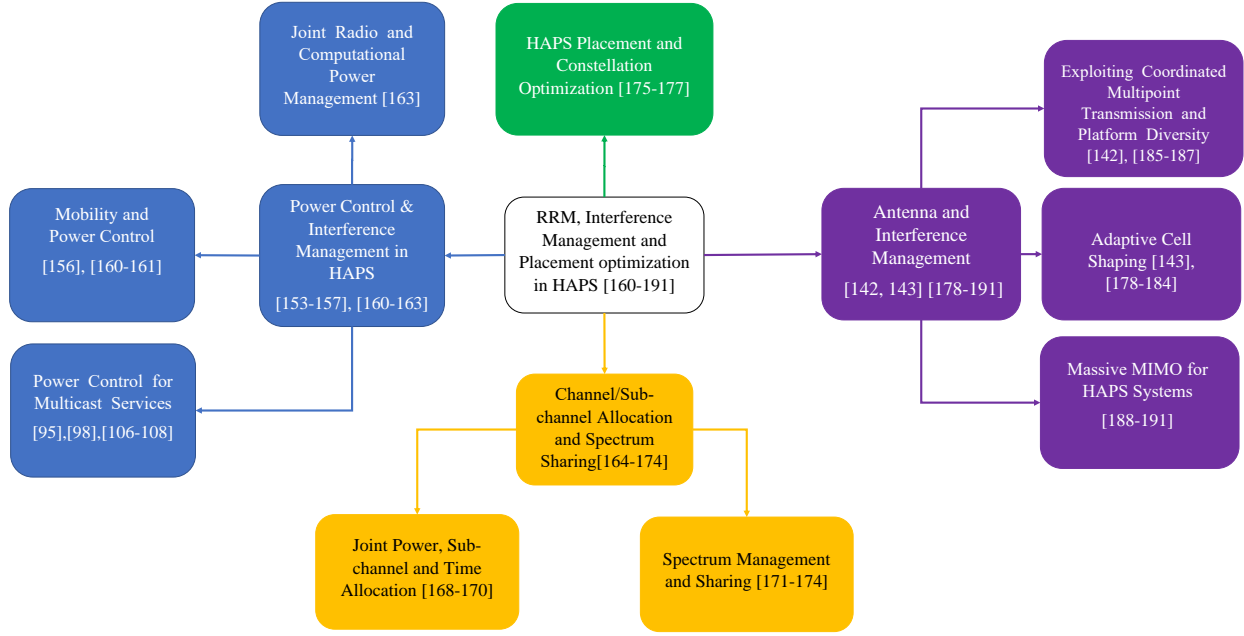 Joint Radio and
Computational
Power
Management [163]
HAPS Placement and
Constellation
Optimization [175-177]
Exploiting Coordinated
Multipoint
Transmission and
Platform Diversity
[142], [185-187]
Mobility and
Power Control
[156], [160-161]
Power Control &
Interference
Management in
HAPS
[153-157], [160-163]
RRM, Interference
Management and
Placement optimization
in HAPS [160-191]
Antenna and
Interference
Management
[142, 143] [178-191]
Adaptive Cell
Shaping [143],
[178-184]
Power Control for
Multicast Services
[95],[98],[106-108]
Channel/Sub-
channel Allocation
and Spectrum
Sharing[164-174]
Massive MIMO for
HAPS Systems
[188-191]
Joint Power, Sub-
channel and Time
Allocation [168-170]
Spectrum Management
and Sharing [171-174]